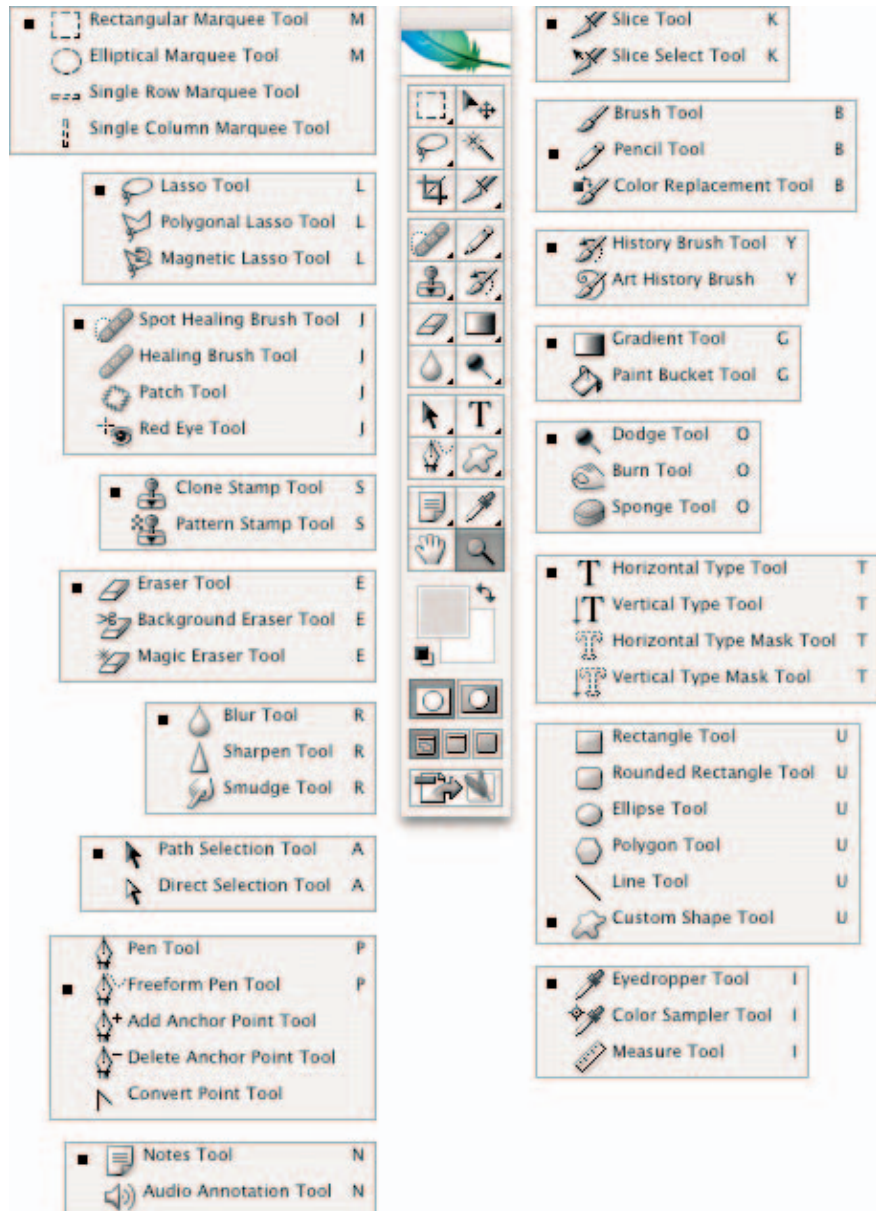 Rectangular Marquee Tool M
Elliptical Marquee Tool M
Single Row Marquee Tool
Single Column Marquee Tool
Lasso Tool L
Polygonal Lasso Tool L
Magnetic Lasso Tool L
Spot Healing Brush Tool J
Healing Brush Tool J
Patch Tool J
Red Eye Tool J
Clone Stamp Tool S
Pattern Stamp Tool S
Eraser Tool E
Background Eraser Tool E
Magic Eraser Tool E
Blur Tool R
Sharpen Tool R
Smudge Tool R
Path Selection Tool A
Direct Selection Tool A
Pen Tool P
Freeform Pen Tool P
Add Anchor Point Tool
Delete Anchor Point Tool
Convert Point Tool
Notes Tool N
Audio Annotation Tool N
T
Slice Tool K
Slice Select Tool K
Brush Tool B
Pencil Tool B
Color Replacement Tool B
History Brush Tool Y
Art History Brush Y
Gradient Tool G
Paint Bucket Tool G
Dodge Tool O
Burn Tool O
Sponge Tool O
T Horizontal Type Tool T
T Vertical Type Tool T
T Horizontal Type Mask Tool T
T Vertical Type Mask Tool T
Rectangle Tool U
Rounded Rectangle Tool U
Ellipse Tool U
Polygon Tool U
Line Tool U
Custom Shape Tool U
Eyedropper Tool I
Color Sampler Tool I
Measure Tool I